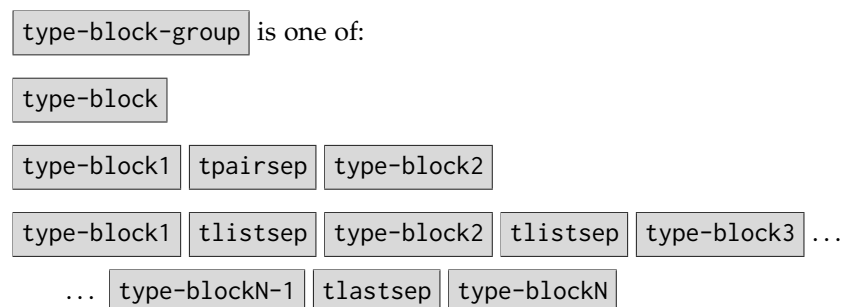 type-block-group is one of:
type-block
type-block1 tpairsep type-block2
type-block1 tlistsep type-block2 tlistsep type-block3 ...
... type-blockN-1 tlastsep type-blockN